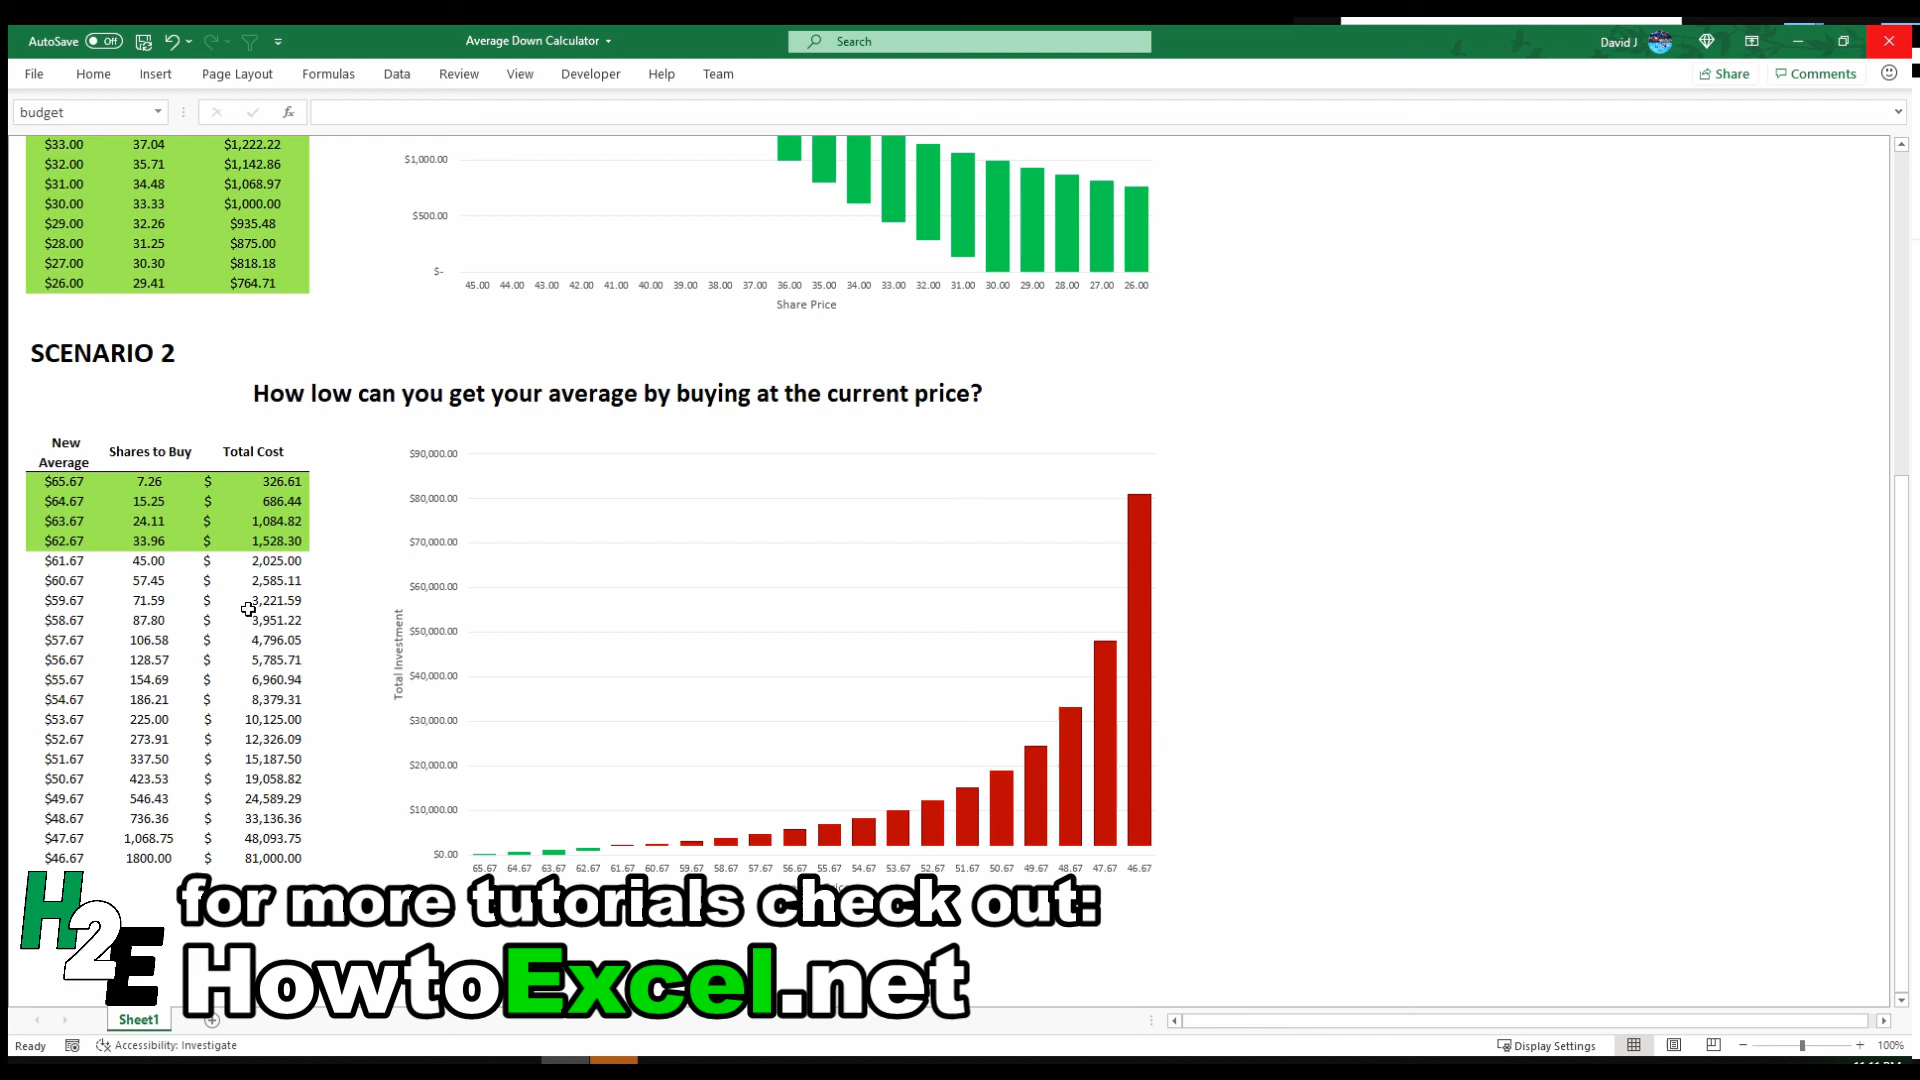 AutoSave Off Average Down Calculator Search David J
File Home Insert Page Layout Formulas Data Review View Developer Help Team Share Comments
budget fx
$33.00 37.04 $1,222.22
$32.00 35.71 $1,142.86
$31.00 34.48 $1,068.97
$30.00 33.33 $1,000.00
$29.00 32.26 $935.48
$28.00 31.25 $875.00
$27.00 30.30 $818.18
$26.00 29.41 $764.71
$1,000.00
$500.00
$-
45.00 44.00 43.00 42.00 41.00 40.00 39.00 38.00 37.00 36.00 35.00 34.00 33.00 32.00 31.00 30.00 29.00 28.00 27.00 26.00
Share Price
SCENARIO 2
How low can you get your average by buying at the current price?
New Average Shares to Buy Total Cost
$65.67 7.26 $ 326.61
$64.67 15.25 $ 686.44
$63.67 24.11 $ 1,084.82
$62.67 33.96 $ 1,528.30
$61.67 45.00 $ 2,025.00
$60.67 57.45 $ 2,585.11
$59.67 71.59 $ 3,221.59
$58.67 87.80 $ 3,951.22
$57.67 106.58 $ 4,796.05
$56.67 128.57 $ 5,785.71
$55.67 154.69 $ 6,960.94
$54.67 186.21 $ 8,379.31
$53.67 225.00 $ 10,125.00
$52.67 273.91 $ 12,326.09
$51.67 337.50 $ 15,187.50
$50.67 423.53 $ 19,058.82
$49.67 546.43 $ 24,589.29
$48.67 736.36 $ 33,136.36
$47.67 1,068.75 $ 48,093.75
$46.67 1800.00 $ 81,000.00
$90,000.00
$80,000.00
$70,000.00
$60,000.00
$50,000.00
$40,000.00
$30,000.00
$20,000.00
$10,000.00
$0.00
Total Investment
65.67 64.67 63.67 62.67 61.67 60.67 59.67 58.67 57.67 56.67 55.67 54.67 53.67 52.67 51.67 50.67 49.67 48.67 47.67 46.67
H2E
for more tutorials check out:
HowtoExcel.net
Sheet1
Ready Accessibility: Investigate Display Settings 100%